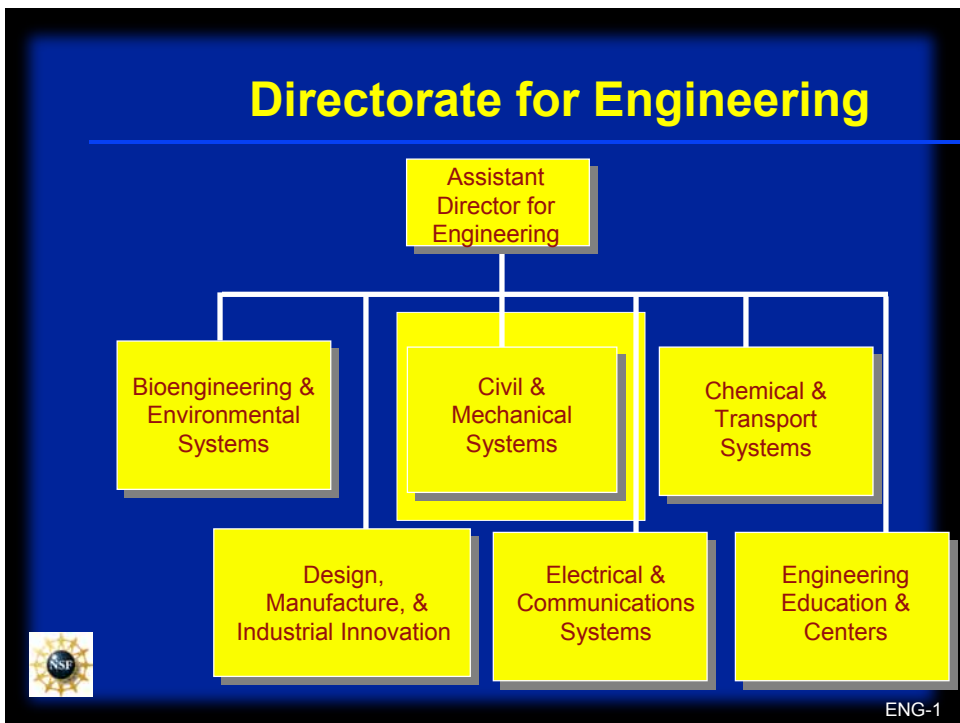 Directorate for Engineering
Assistant
Director for
Engineering
Bioengineering &
Environmental
Systems
Civil &
Mechanical
Systems
Chemical &
Transport
Systems
Design,
Manufacture, &
Industrial Innovation
Electrical &
Communications
Systems
Engineering
Education &
Centers
NSF
ENG-1